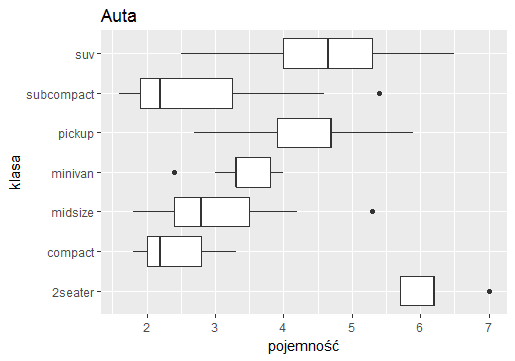 Auta
klasa
suv
subcompact
pickup
minivan
midsize
compact
2seater
2 3 4 5 6 7
pojemność